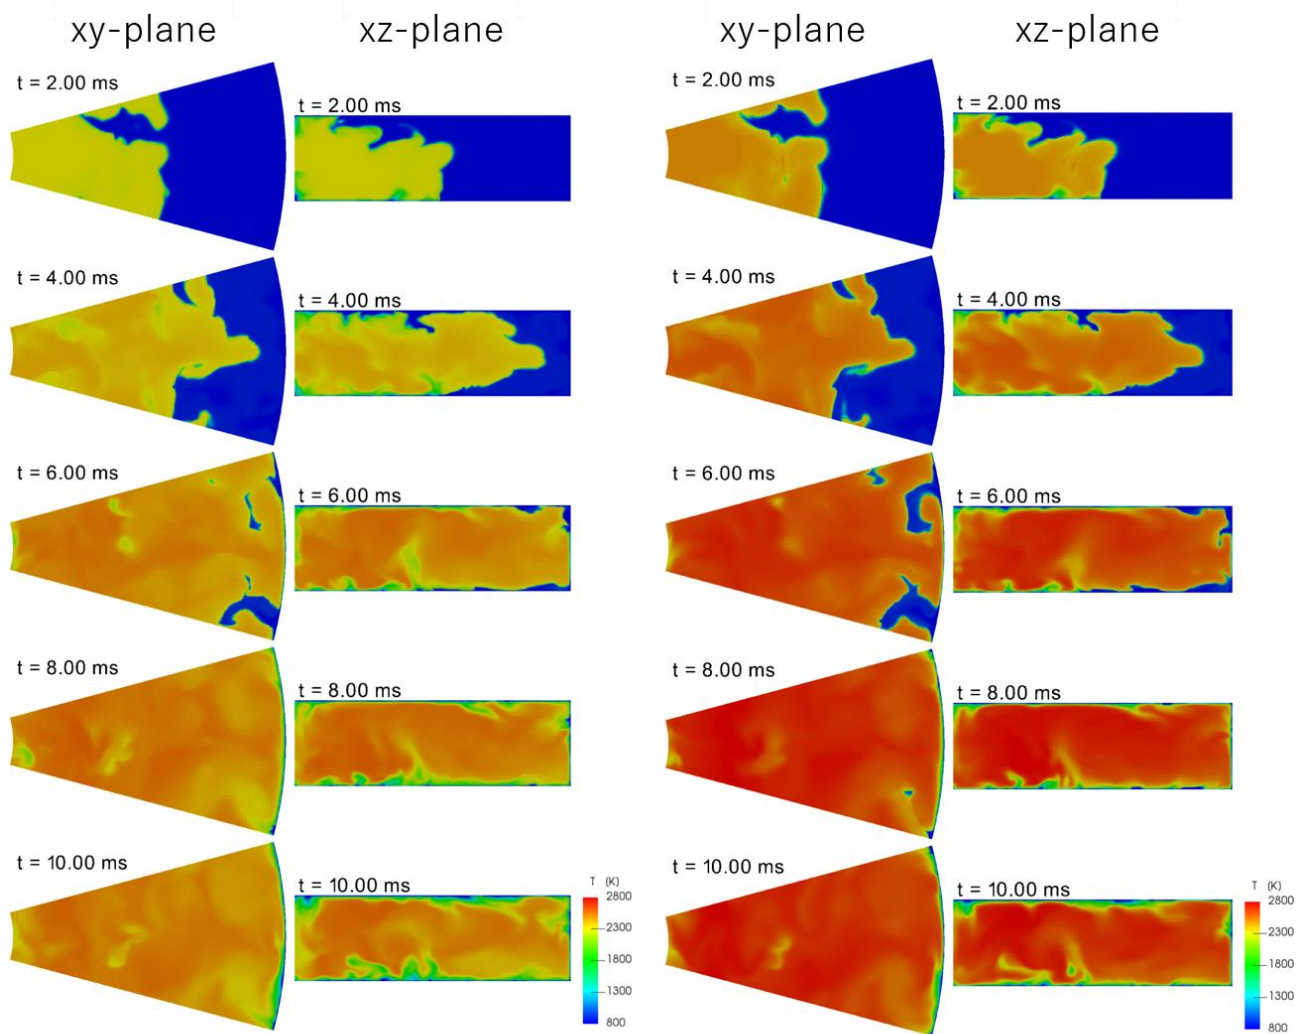 xy-plane
xz-plane
xy-plane
xz-plane
t = 2.00 ms
t = 2.00 ms
t = 2.00 ms
t = 2.00 ms
t = 4.00 ms
t = 4.00 ms
t = 4.00 ms
t = 4.00 ms
t = 6.00 ms
t = 6.00 ms
t = 6.00 ms
t = 6.00 ms
t = 8.00 ms
t = 8.00 ms
t = 8.00 ms
t = 8.00 ms
t = 10.00 ms
t = 10.00 ms
T (K)
2800
2300
1800
1300
800
t = 10.00 ms
t = 10.00 ms
T (K)
2800
2300
1800
1300
800